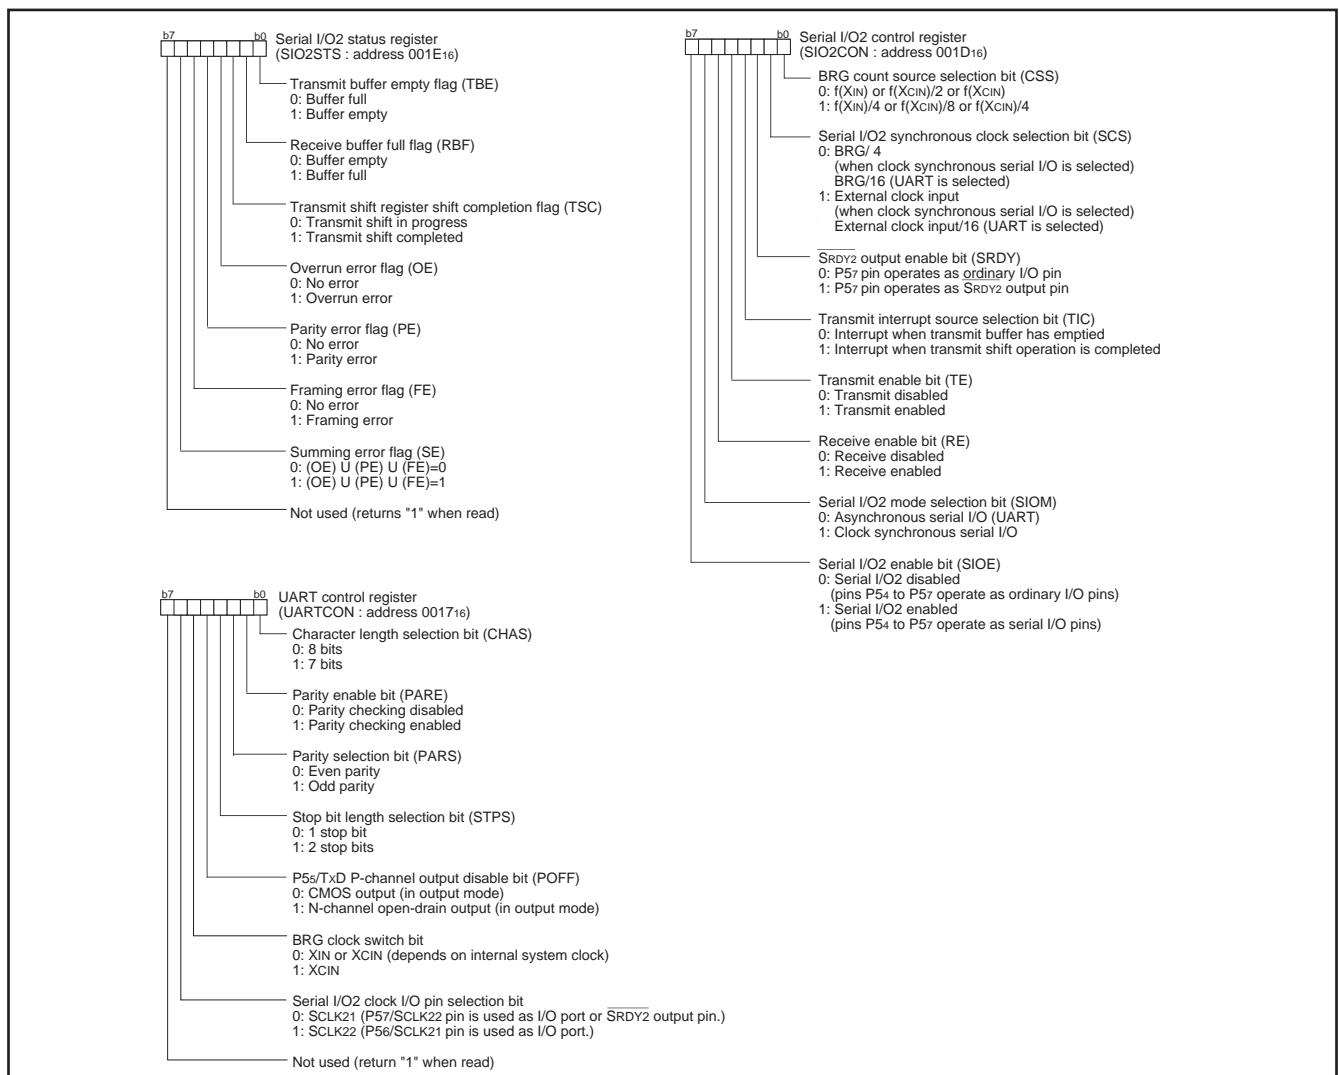 b7 b0 Serial I/O2 status register
(SIO2STS : address 001E16)
Transmit buffer empty flag (TBE)
0: Buffer full
1: Buffer empty
Receive buffer full flag (RBF)
0: Buffer empty
1: Buffer full
Transmit shift register shift completion flag (TSC)
0: Transmit shift in progress
1: Transmit shift completed
Overrun error flag (OE)
0: No error
1: Overrun error
Parity error flag (PE)
0: No error
1: Parity error
Framing error flag (FE)
0: No error
1: Framing error
Summing error flag (SE)
0: (OE) U (PE) U (FE)=0
1: (OE) U (PE) U (FE)=1
Not used (returns "1" when read)
b7 b0 UART control register
(UARTCON : address 001716)
Character length selection bit (CHAS)
0: 8 bits
1: 7 bits
Parity enable bit (PARE)
0: Parity checking disabled
1: Parity checking enabled
Parity selection bit (PARS)
0: Even parity
1: Odd parity
Stop bit length selection bit (STPS)
0: 1 stop bit
1: 2 stop bits
P55/TXD P-channel output disable bit (POFF)
0: CMOS output (in output mode)
1: N-channel open-drain output (in output mode)
BRG clock switch bit
0: XIN or XCIN (depends on internal system clock)
1: XCIN
Serial I/O2 clock I/O pin selection bit
0: SCLK21 (P57/SCLK22 pin is used as I/O port or SRDY2 output pin.)
1: SCLK22 (P56/SCLK21 pin is used as I/O port.)
Not used (return "1" when read)
b7 b0 Serial I/O2 control register
(SIO2CON : address 001D16)
BRG count source selection bit (CSS)
0: f(XIN) or f(XCIN)/2 or f(XCIN)
1: f(XIN)/4 or f(XCIN)/8 or f(XCIN)/4
Serial I/O2 synchronous clock selection bit (SCS)
0: BRG/ 4
(when clock synchronous serial I/O is selected)
BRG/16 (UART is selected)
1: External clock input
(when clock synchronous serial I/O is selected)
External clock input/16 (UART is selected)
SRDY2 output enable bit (SRDY)
0: P57 pin operates as ordinary I/O pin
1: P57 pin operates as SRDY2 output pin
Transmit interrupt source selection bit (TIC)
0: Interrupt when transmit buffer has emptied
1: Interrupt when transmit shift operation is completed
Transmit enable bit (TE)
0: Transmit disabled
1: Transmit enabled
Receive enable bit (RE)
0: Receive disabled
1: Receive enabled
Serial I/O2 mode selection bit (SIOM)
0: Asynchronous serial I/O (UART)
1: Clock synchronous serial I/O
Serial I/O2 enable bit (SIOE)
0: Serial I/O2 disabled
(pins P54 to P57 operate as ordinary I/O pins)
1: Serial I/O2 enabled
(pins P54 to P57 operate as serial I/O pins)